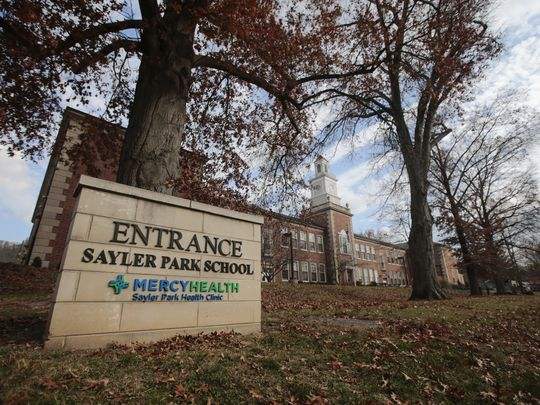 ENTRANCE
SAYLER PARK SCHOOL
MERCYHEALTH
Sayler Park Health Clinic